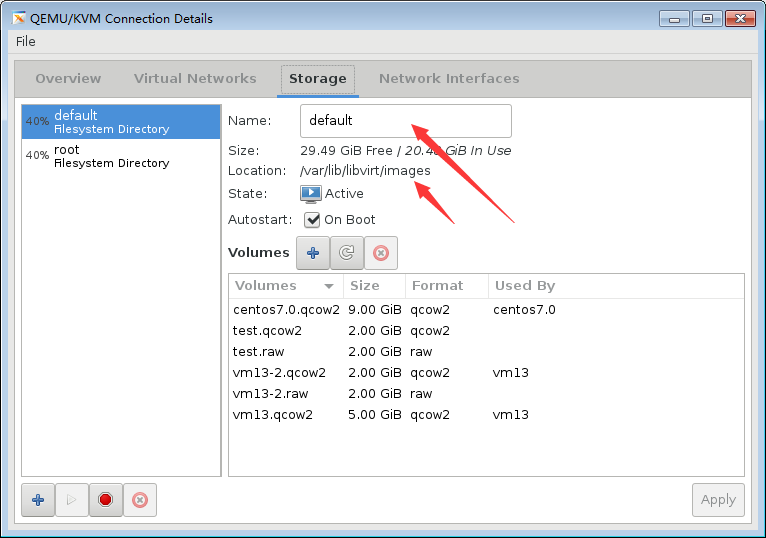 QEMU/KVM Connection Details
File
Overview Virtual Networks Storage Network Interfaces
40% default
Filesystem Directory
40% root
Filesystem Directory
Name: default
Size: 29.49 GiB Free / 20.48 GiB In Use
Location: /var/lib/libvirt/images
State: Active
Autostart: On Boot
Volumes
Volumes Size Format Used By
centos7.0.qcow2 9.00 GiB qcow2 centos7.0
test.qcow2 2.00 GiB qcow2
test.raw 2.00 GiB raw
vm13-2.qcow2 2.00 GiB qcow2 vm13
vm13-2.raw 2.00 GiB raw
vm13.qcow2 5.00 GiB qcow2 vm13
Apply